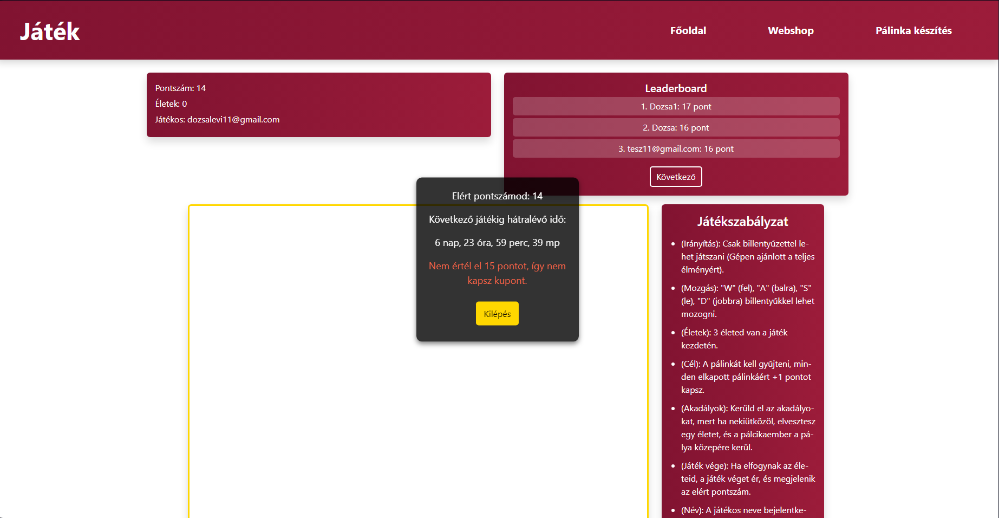 Játék
Főoldal
Webshop
Pálinka készítés
Pontszám: 14
Életek: 0
Játékos: dozsalevi11@gmail.com
Leaderboard
1. Dozsa1: 17 pont
2. Dozsa: 16 pont
3. tesz11@gmail.com: 16 pont
Következő
Elért pontszámod: 14
Következő játékig hátralévő idő:
6 nap, 23 óra, 59 perc, 39 mp
Nem értél el 15 pontot, így nem
kapsz kupont.
Kilépés
Játékszabályzat
(Irányítás): Csak billentyűzettel le-
het játszani (Gépen ajánlott a teljes
élményért).
(Mozgás): "W" (fel), "A" (balra), "S"
(le), "D" (jobbra) billentyűkkel lehet
mozogni.
(Életek): 3 életed van a játék
kezdetén.
(Cél): A pálinkát kell gyűjteni, min-
den elkapott pálinkáért +1 pontot
kapsz.
(Akadályok): Kerüld el az akadályo-
kat, mert ha nekiütközöl, elvesztesz
egy életet, és a pálcikaember a pá-
lya közepére kerül.
(Játék vége): Ha elfogynak az éle-
teid, a játék véget ér, és megjelenik
az elért pontszám.
(Név): A játékos neve bejelentke-